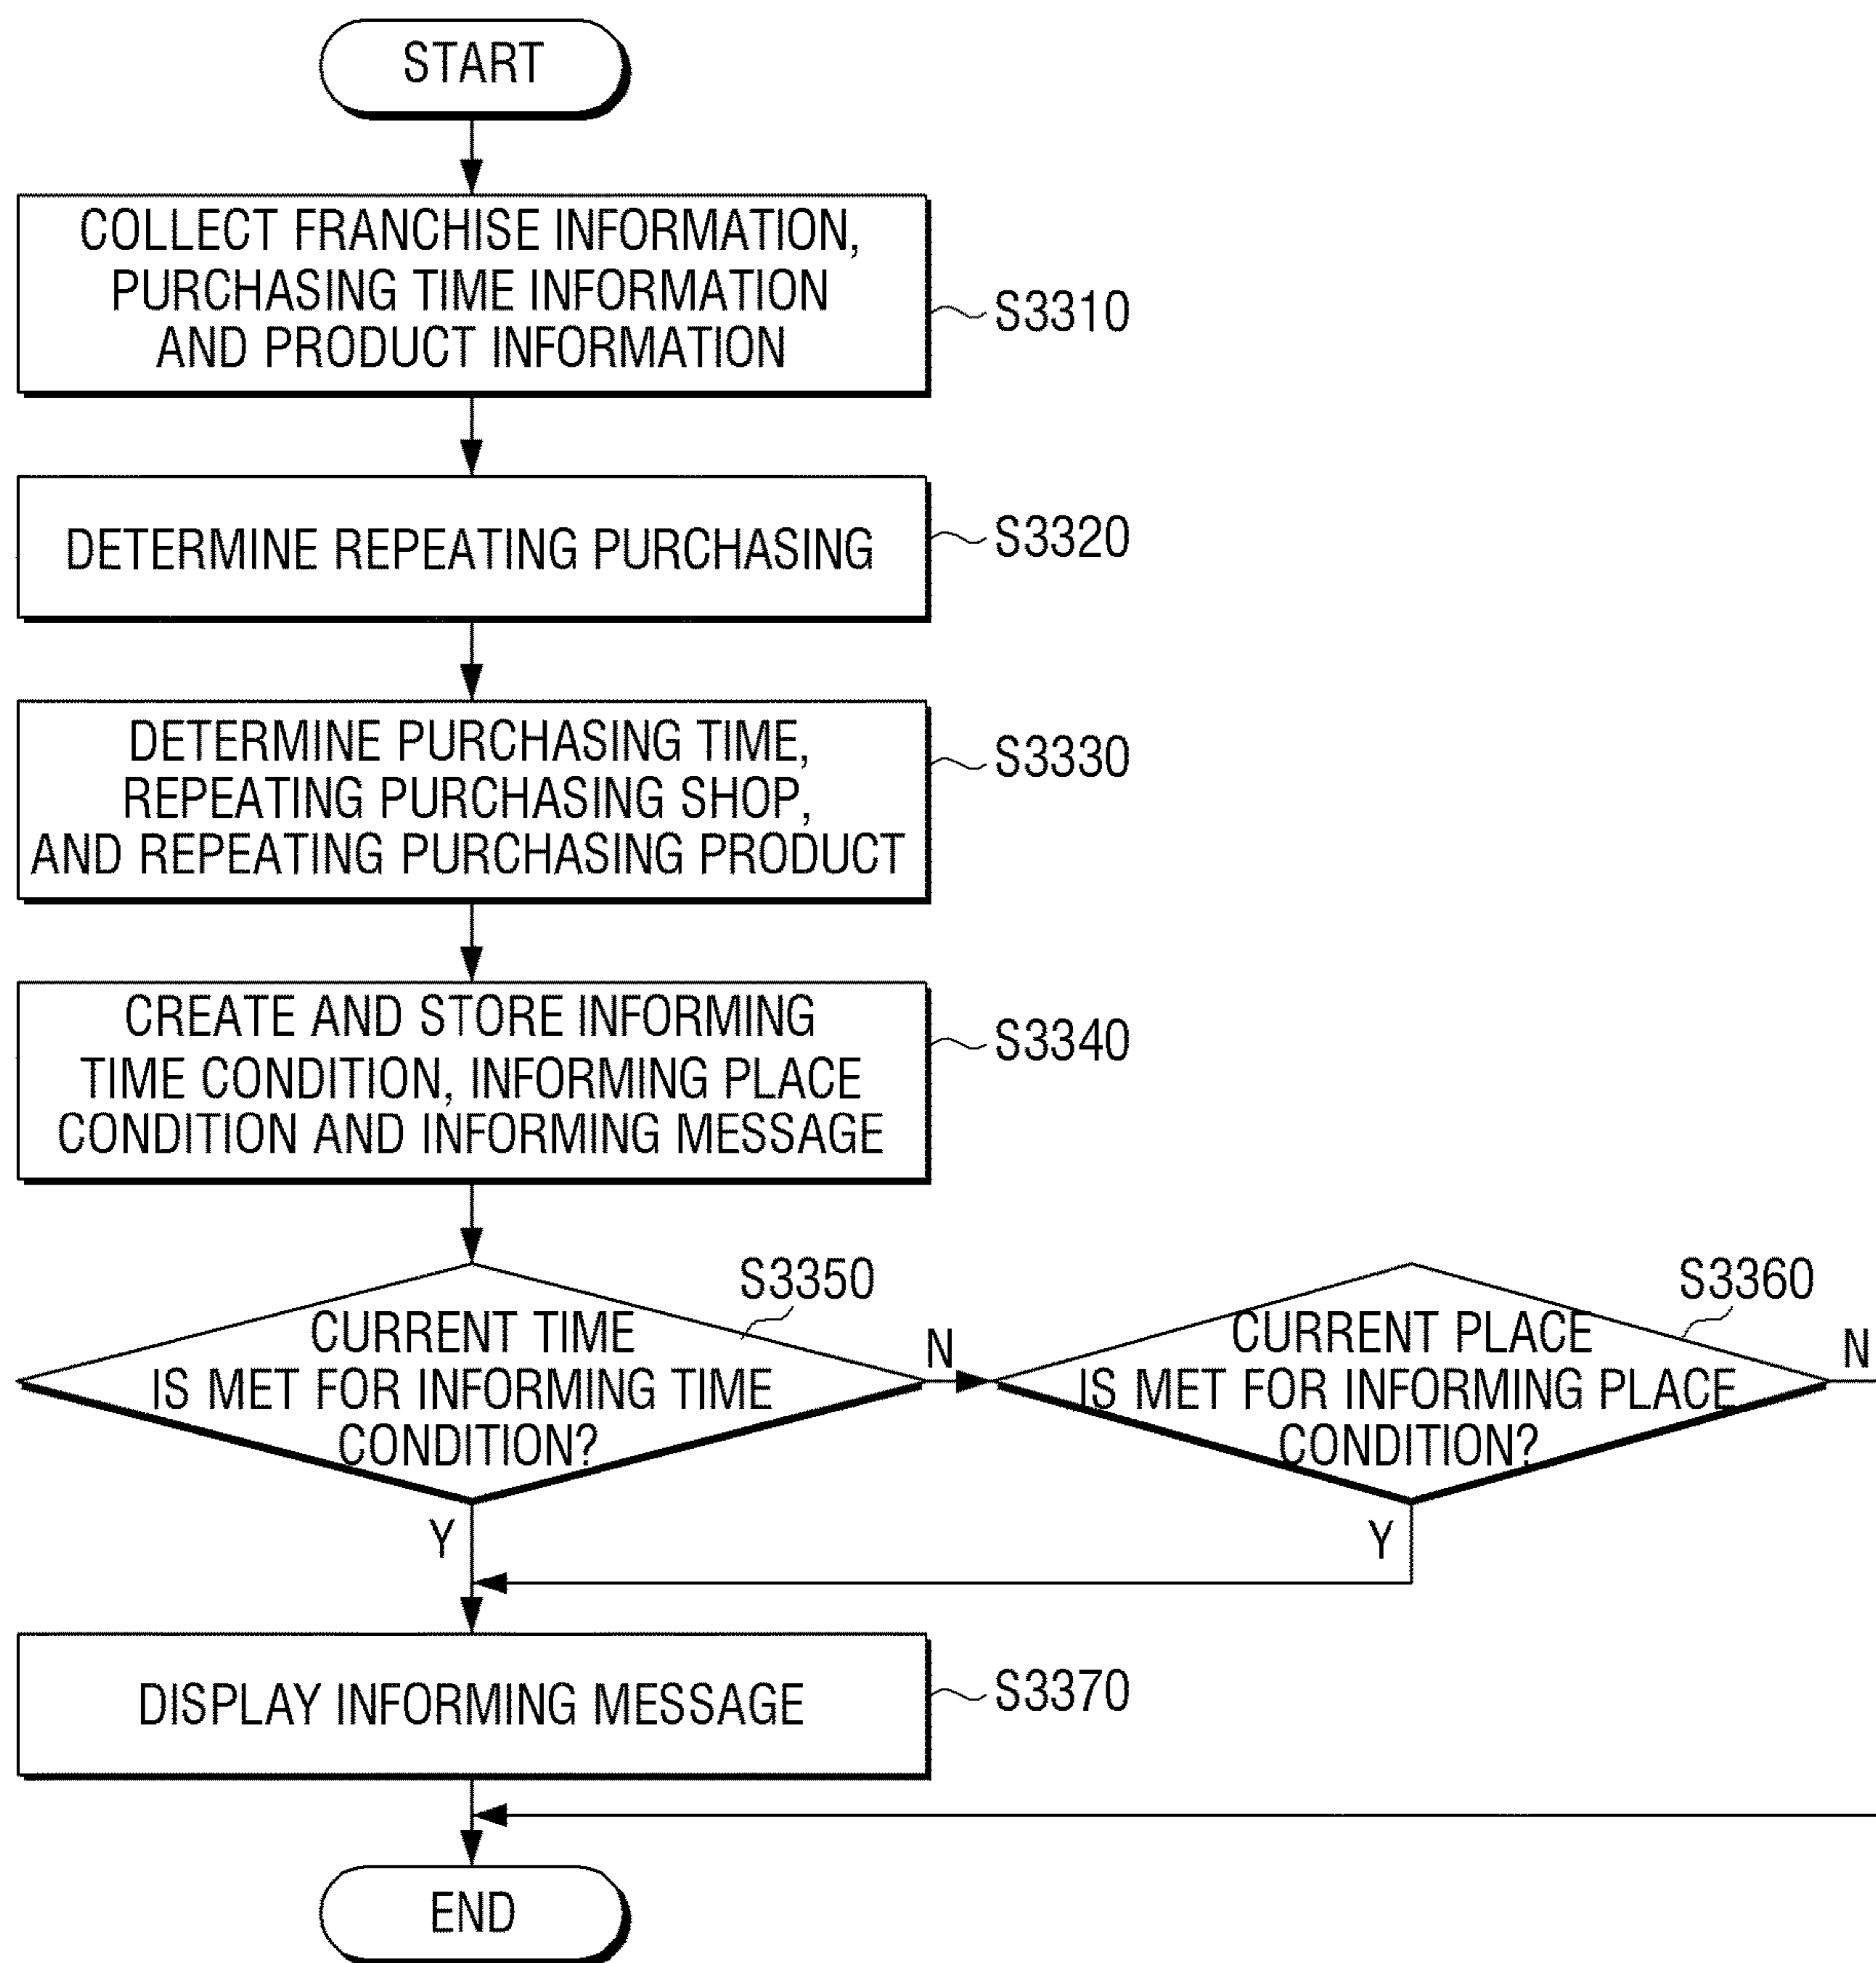 START
COLLECT FRANCHISE INFORMATION,
PURCHASING TIME INFORMATION
AND PRODUCT INFORMATION
S3310
DETERMINE REPEATING PURCHASING
S3320
DETERMINE PURCHASING TIME,
REPEATING PURCHASING SHOP,
AND REPEATING PURCHASING PRODUCT
S3330
CREATE AND STORE INFORMING
TIME CONDITION, INFORMING PLACE
CONDITION AND INFORMING MESSAGE
S3340
S3350
CURRENT TIME
IS MET FOR INFORMING TIME
CONDITION?
N
Y
S3360
CURRENT PLACE
IS MET FOR INFORMING PLACE
CONDITION?
N
Y
DISPLAY INFORMING MESSAGE
S3370
END